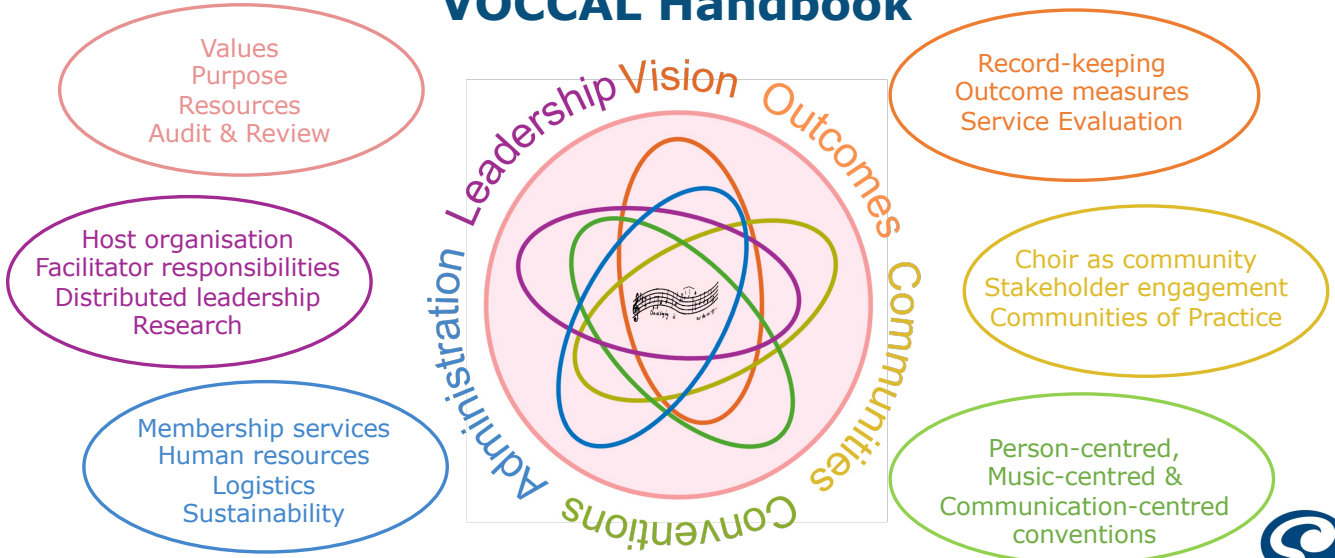 VOCCAL Handbook
Values
Purpose
Resources
Audit & Review
Host organisation
Facilitator responsibilities
Distributed leadership
Research
Membership services
Human resources
Logistics
Sustainability
Vision
Outcomes
Communities
Conventions
Administration
Leadership
Record-keeping
Outcome measures
Service Evaluation
Choir as community
Stakeholder engagement
Communities of Practice
Person-centred,
Music-centred &
Communication-centred
conventions